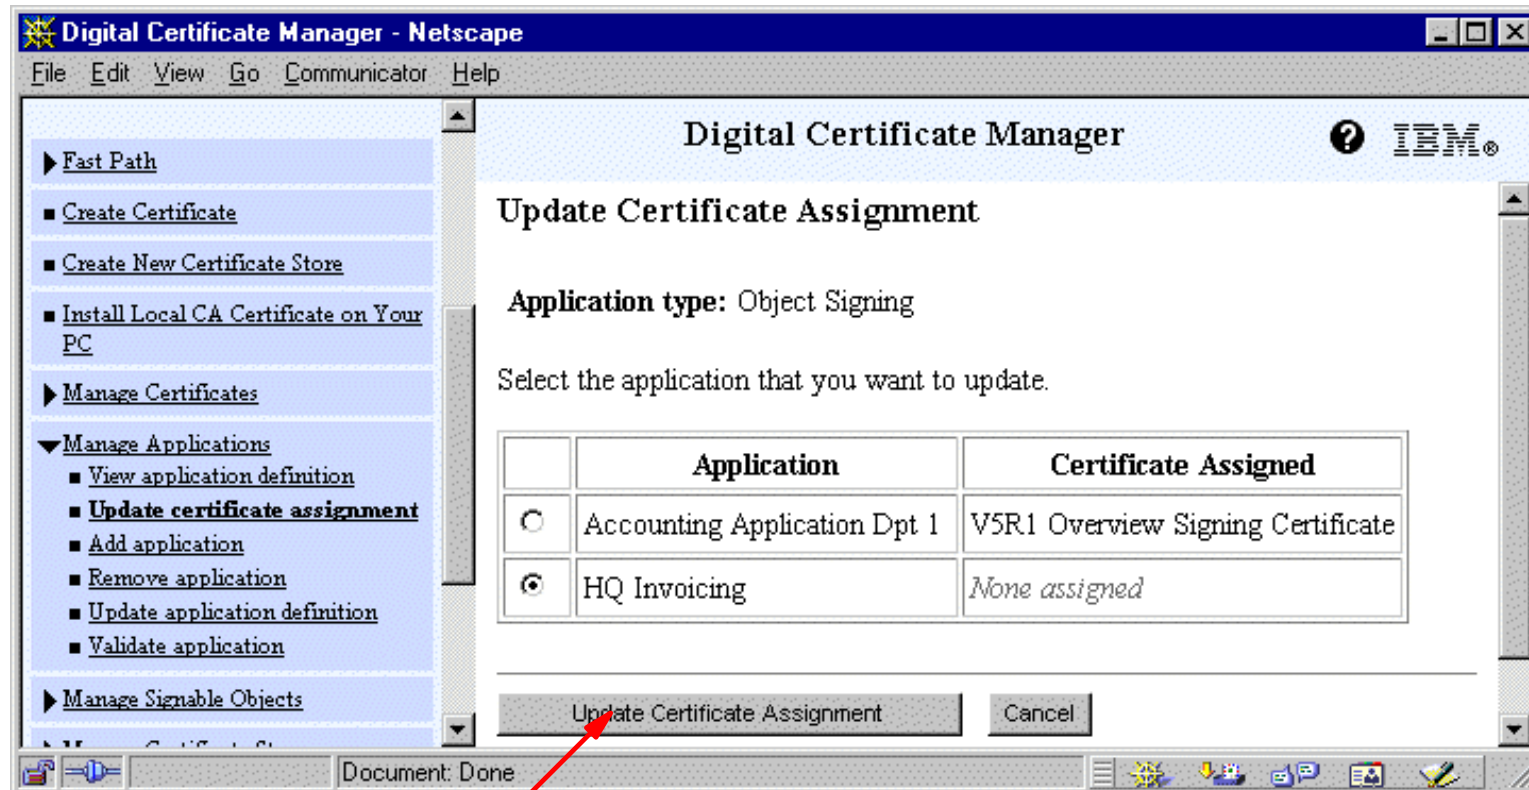 Digital Certificate Manager - Netscape
File Edit View Go Communicator Help
Fast Path
Create Certificate
Create New Certificate Store
Install Local CA Certificate on Your
PC
Manage Certificates
Manage Applications
View application definition
Update certificate assignment
Add application
Remove application
Update application definition
Validate application
Manage Signable Objects
Digital Certificate Manager
IBM®
Update Certificate Assignment
Application type: Object Signing
Select the application that you want to update.
Application Certificate Assigned
Accounting Application Dpt 1 V5R1 Overview Signing Certificate
HQ Invoicing None assigned
Update Certificate Assignment Cancel
Document: Done